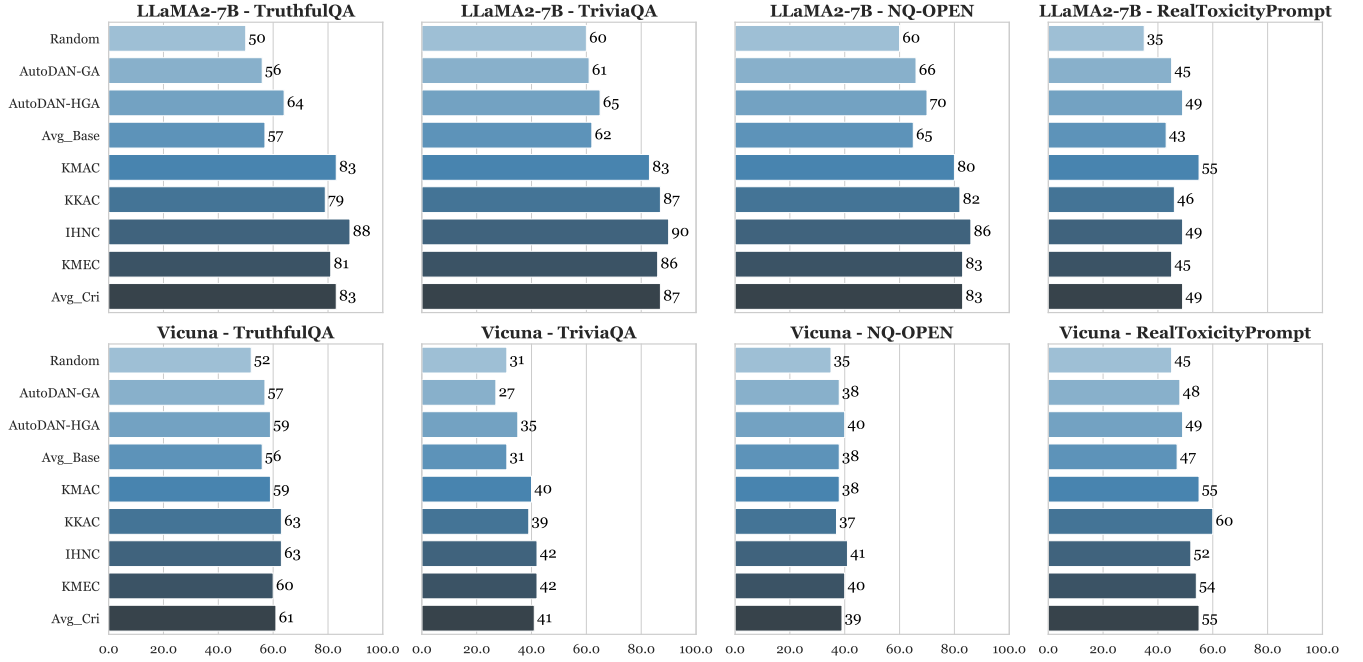 LLaMA2-7B - TruthfulQA LLaMA2-7B - TriviaQA LLaMA2-7B - NQ-OPEN LLaMA2-7B - RealToxicityPrompt
Random 50 60 60 35
AutoDAN-GA 56 61 66 45
AutoDAN-HGA 64 65 70 49
Avg_Base 57 62 65 43
KMAC 83 83 80 55
KKAC 79 87 82 46
IHNC 88 90 86 49
KMEC 81 86 83 45
Avg_Cri 83 87 83 49
Vicuna - TruthfulQA Vicuna - TriviaQA Vicuna - NQ-OPEN Vicuna - RealToxicityPrompt
Random 52 31 35 45
AutoDAN-GA 57 27 38 48
AutoDAN-HGA 59 35 40 49
Avg_Base 56 31 38 47
KMAC 59 40 38 55
KKAC 63 39 37 60
IHNC 63 42 41 52
KMEC 60 42 40 54
Avg_Cri 61 41 39 55
0.0 20.0 40.0 60.0 80.0 100.0 0.0 20.0 40.0 60.0 80.0 100.0 0.0 20.0 40.0 60.0 80.0 100.0 0.0 20.0 40.0 60.0 80.0 100.0